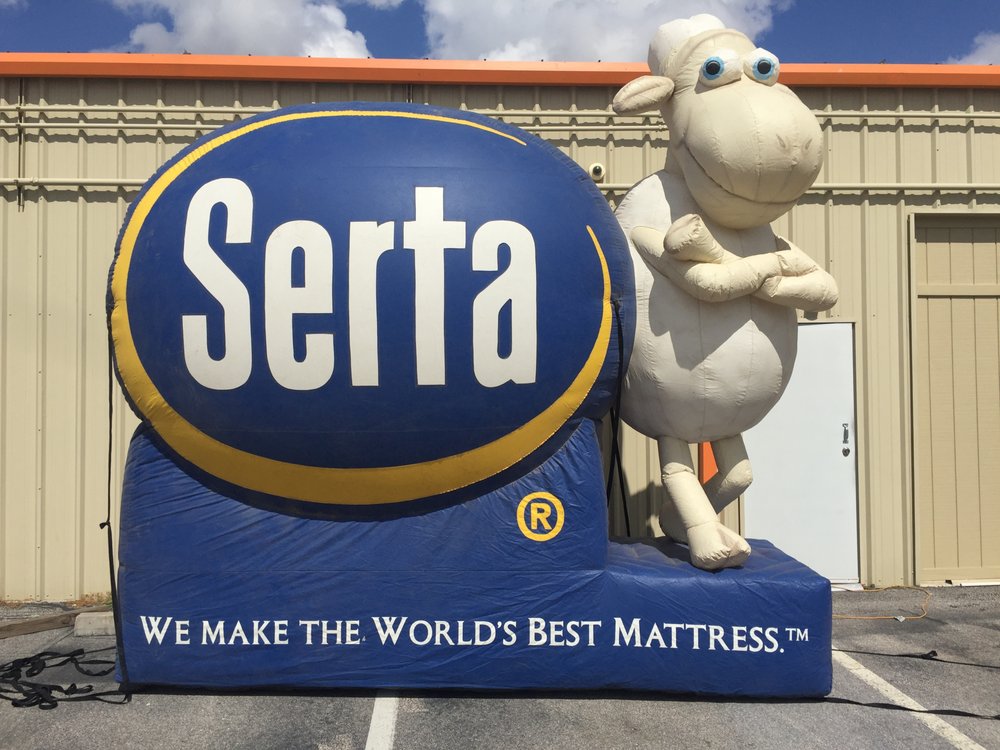 Serta
®
WE MAKE THE WORLD'S BEST MATTRESS.™